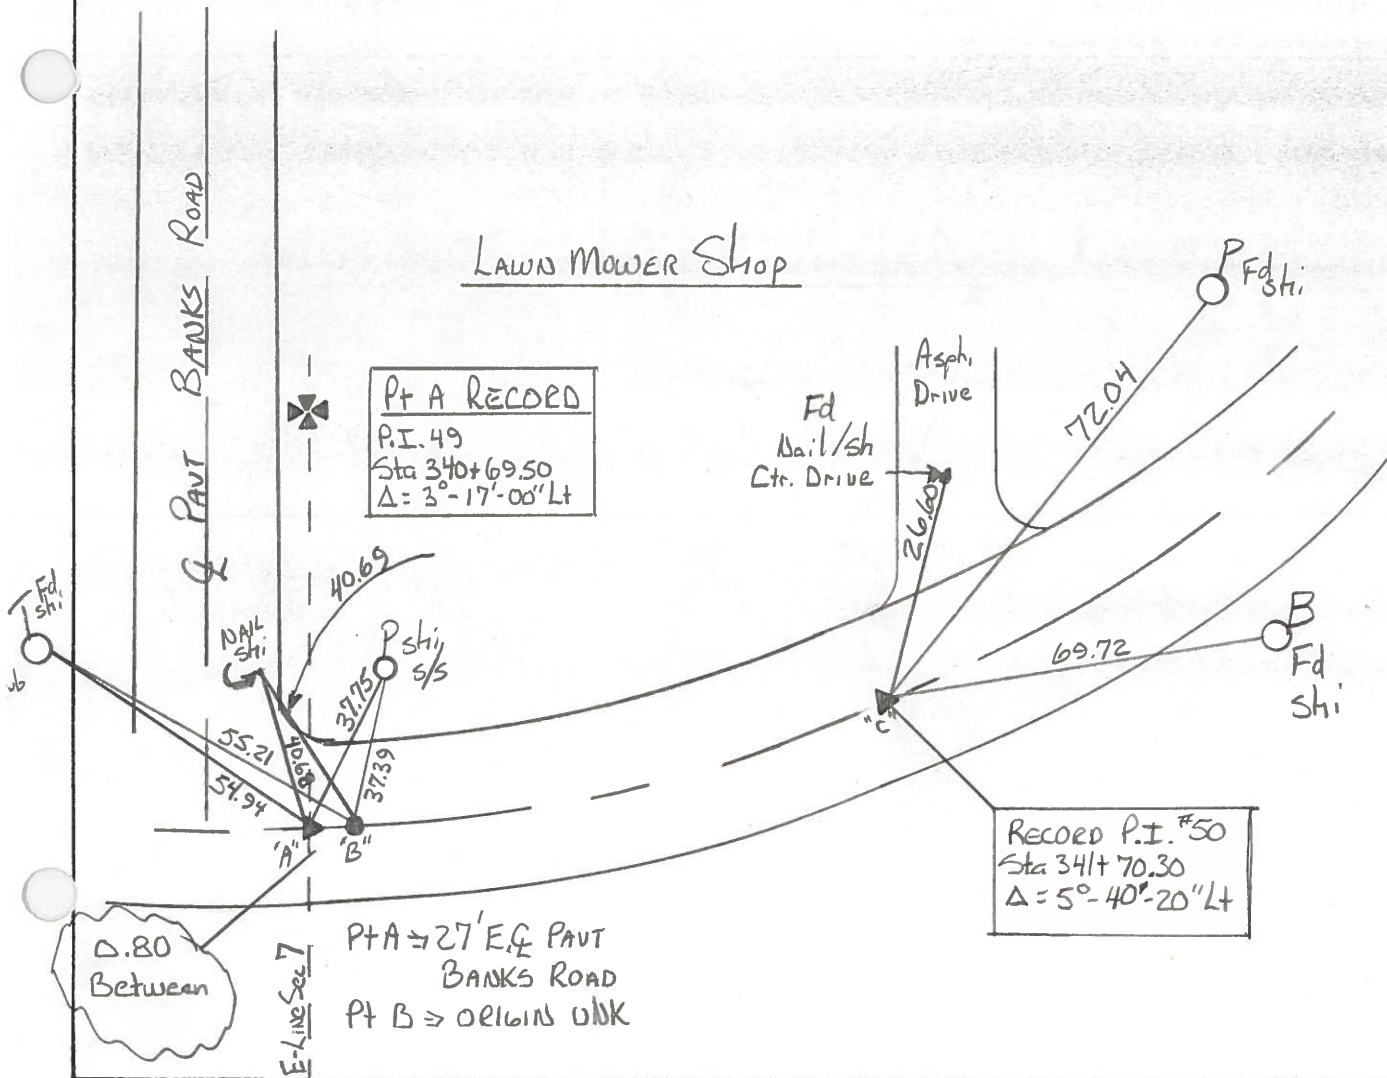 LAWN MOWER SHOP
℄ PAVT BANKS ROAD
Pt A RECORD
P.I. 49
Sta 340+69.50
Δ = 3°-17'-00" Lt
Asph.
Drive
Fd
Nail/sh
Ctr. Drive
26.60
P
Fd
shi.
72.04
B
Fd
shi
69.72
"C"
RECORD P.I. #50
Sta 341+70.30
Δ = 5°-40'-20" Lt
40.69
T
Fd.
shi
NAIL
shi
P shi,
s/s
37.75
37.39
40.68
55.21
54.94
"A"
"B"
0.80
Between
E-Line Sec 7
Pt A ⇒ 27' E. ℄ PAVT
BANKS ROAD
Pt B ⇒ ORIGIN UNK